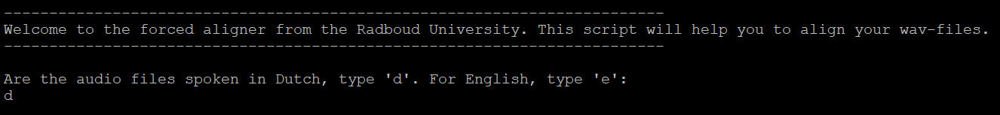 -------------------------------------------------------------------------
Welcome to the forced aligner from the Radboud University. This script will help you to align your wav-files.
-------------------------------------------------------------------------
Are the audio files spoken in Dutch, type 'd'. For English, type 'e':
d